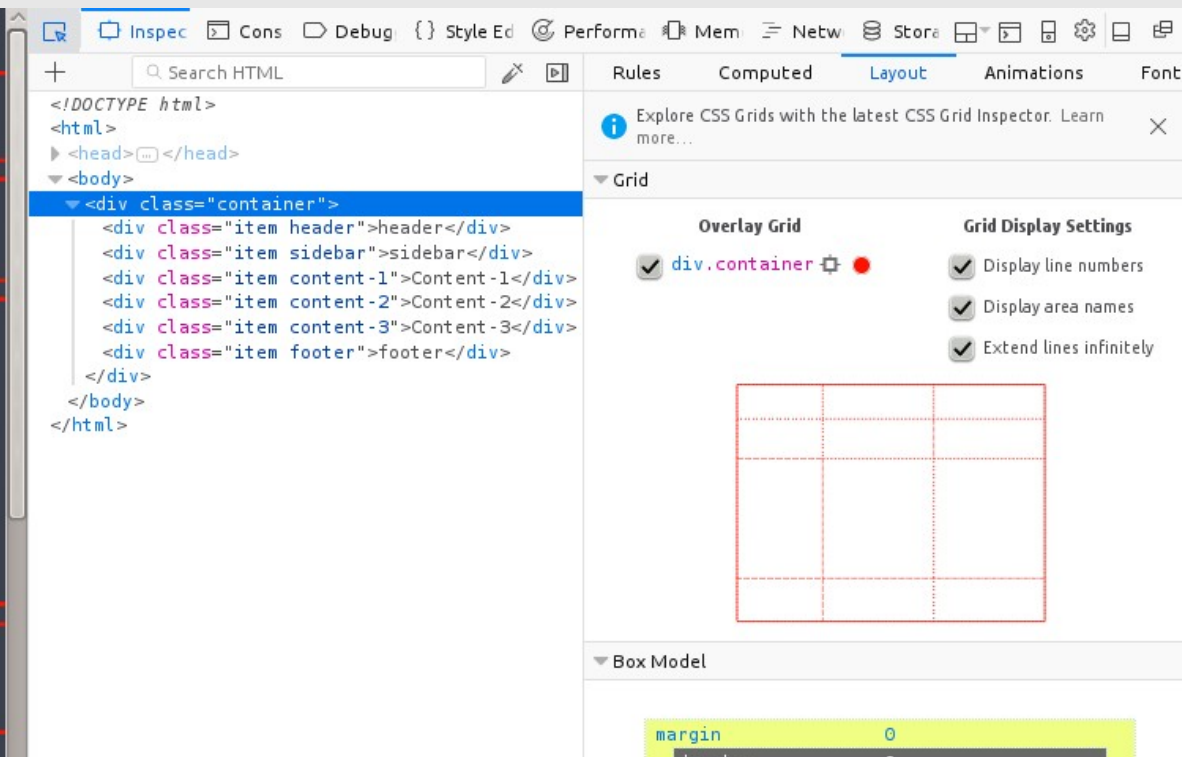 Inspec Cons Debug {} Style Ed Performa Mem Netw Stora
+ Search HTML
<!DOCTYPE html>
<html>
<head>…</head>
<body>
<div class="container">
<div class="item header">header</div>
<div class="item sidebar">sidebar</div>
<div class="item content-1">Content-1</div>
<div class="item content-2">Content-2</div>
<div class="item content-3">Content-3</div>
<div class="item footer">footer</div>
</div>
</body>
</html>
Rules Computed Layout Animations Font
Explore CSS Grids with the latest CSS Grid Inspector. Learn
more...
Grid
Overlay Grid
div.container
Grid Display Settings
Display line numbers
Display area names
Extend lines infinitely
Box Model
margin 0